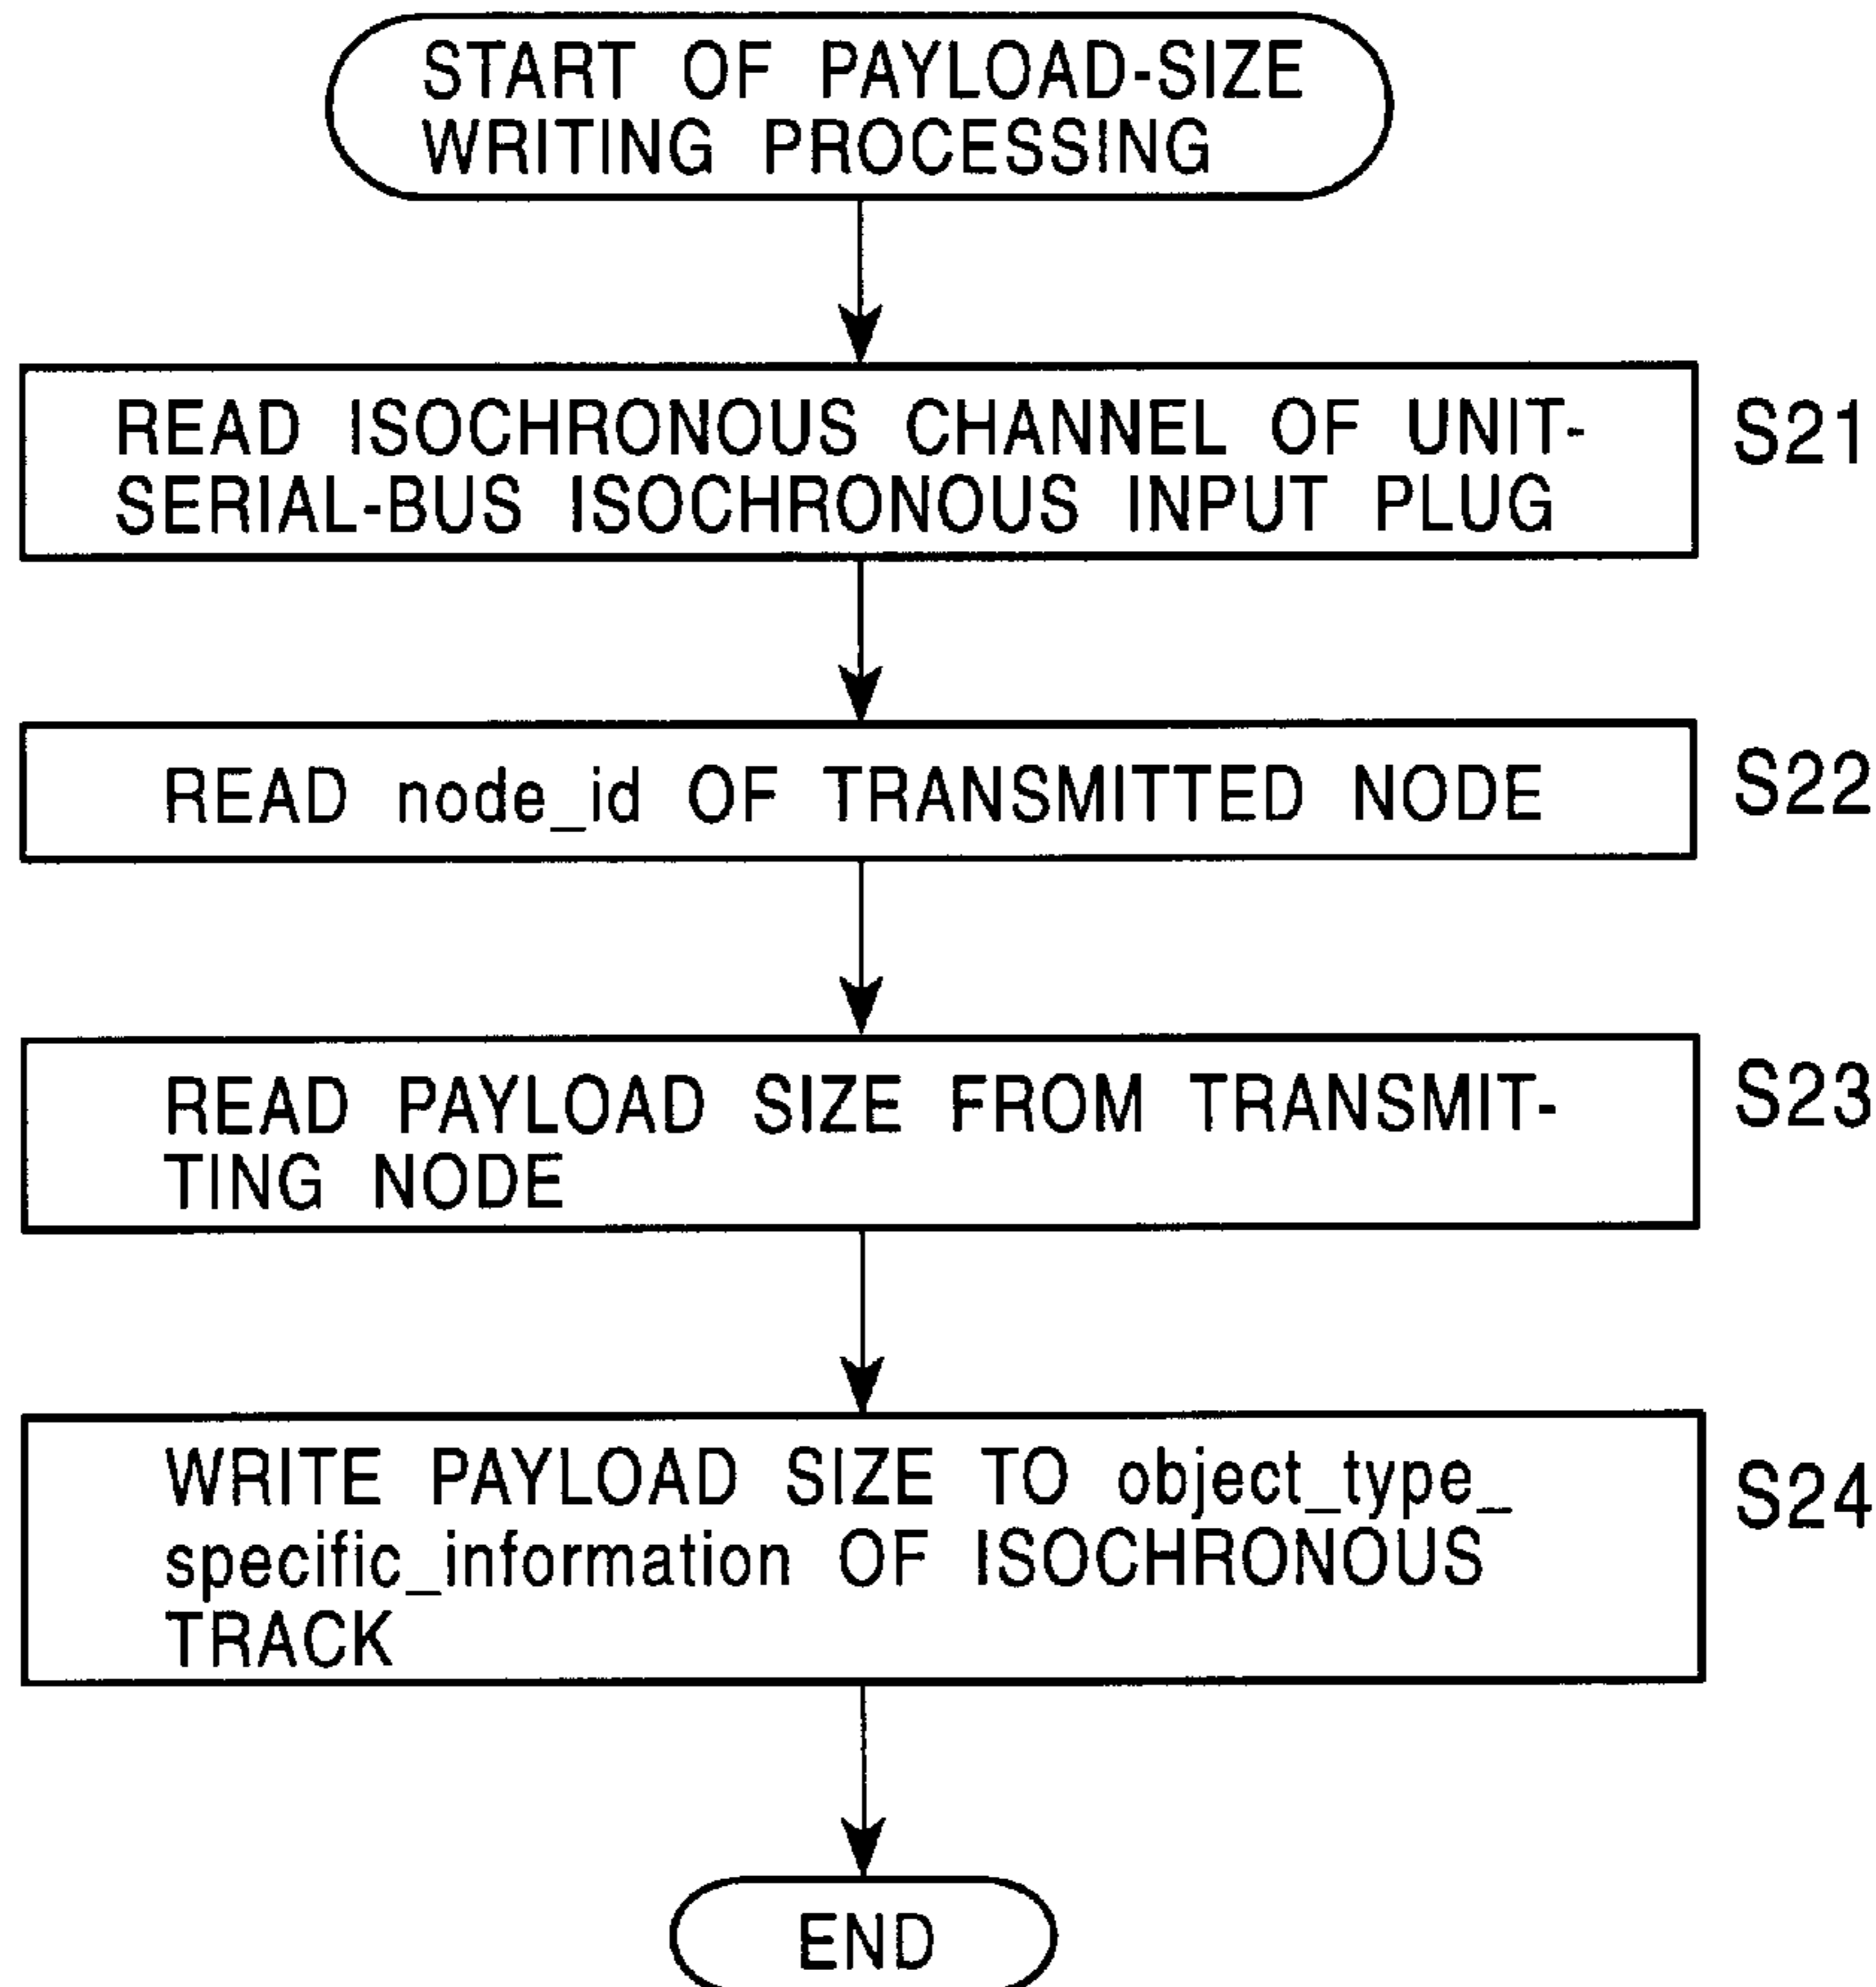 START OF PAYLOAD-SIZE
WRITING PROCESSING
READ ISOCHRONOUS CHANNEL OF UNIT-
SERIAL-BUS ISOCHRONOUS INPUT PLUG
S21
READ node_id OF TRANSMITTED NODE
S22
READ PAYLOAD SIZE FROM TRANSMIT-
TING NODE
S23
WRITE PAYLOAD SIZE TO object_type_
specific_information OF ISOCHRONOUS
TRACK
S24
END